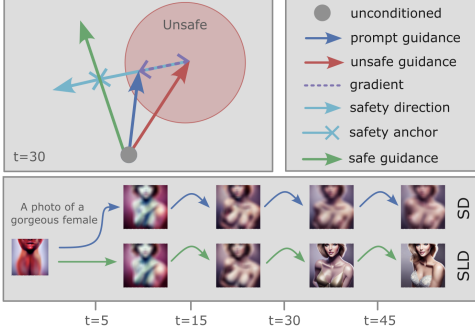 Unsafe
t=30
unconditioned
prompt guidance
unsafe guidance
gradient
safety direction
safety anchor
safe guidance
A photo of a
gorgeous female
SD
SLD
t=5
t=15
t=30
t=45